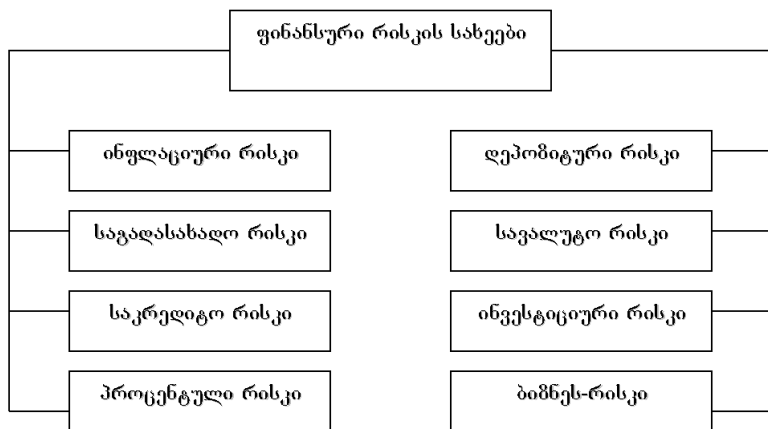 ფინანსური რისკის სახეები
ინფლაციური რისკი
დეპოზიტური რისკი
საგადასახადო რისკი
სავალუტო რისკი
საკრედიტო რისკი
ინვესტიციური რისკი
პროცენტული რისკი
ბიზნეს-რისკი